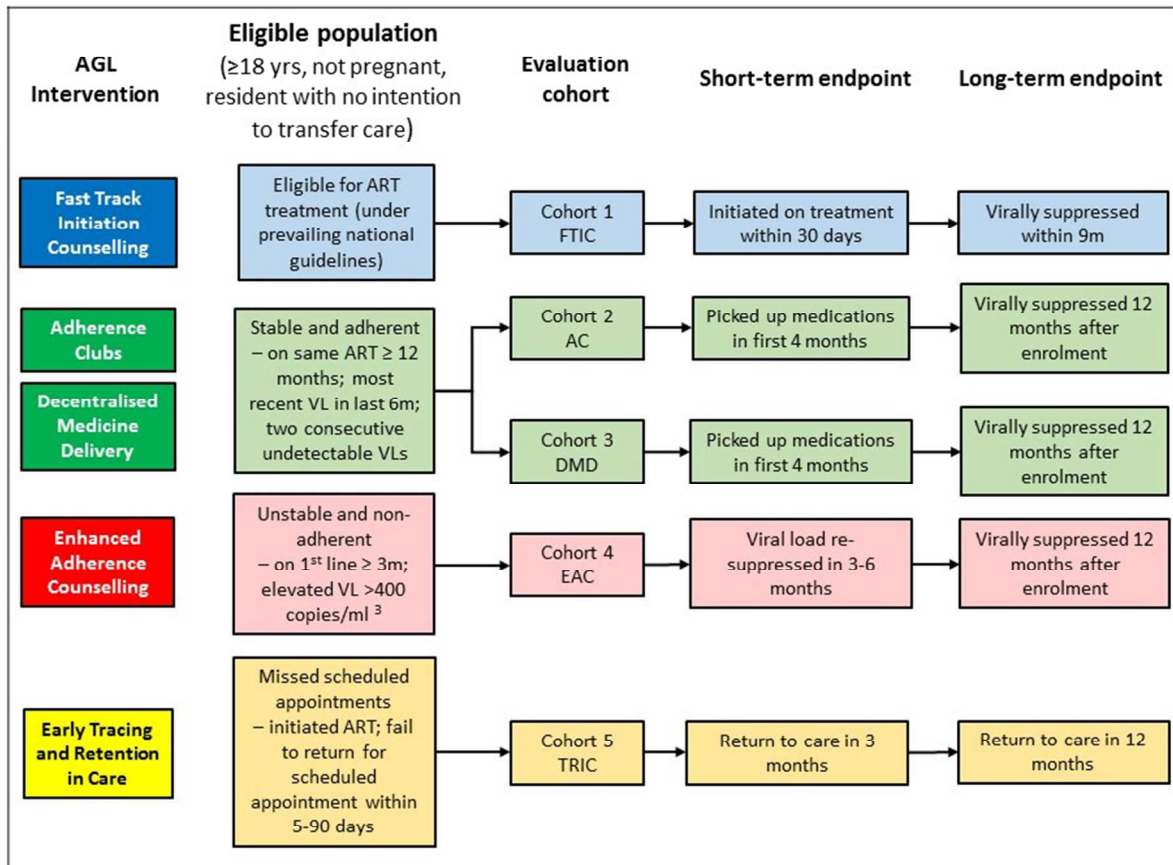 AGL
Intervention
Eligible population
(≥18 yrs, not pregnant,
resident with no intention
to transfer care)
Evaluation
cohort
Short-term endpoint
Long-term endpoint
Fast Track
Initiation
Counselling
Eligible for ART
treatment (under
prevailing national
guidelines)
Cohort 1
FTIC
Initiated on treatment
within 30 days
Virally suppressed
within 9m
Adherence
Clubs
Decentralised
Medicine
Delivery
Stable and adherent
– on same ART ≥ 12
months; most
recent VL in last 6m;
two consecutive
undetectable VLs
Cohort 2
AC
Picked up medications
in first 4 months
Virally suppressed 12
months after
enrolment
Cohort 3
DMD
Picked up medications
in first 4 months
Virally suppressed 12
months after
enrolment
Enhanced
Adherence
Counselling
Unstable and non-
adherent
– on 1st line ≥ 3m;
elevated VL >400
copies/ml 3
Cohort 4
EAC
Viral load re-
suppressed in 3-6
months
Virally suppressed 12
months after
enrolment
Early Tracing
and Retention
in Care
Missed scheduled
appointments
– initiated ART; fail
to return for
scheduled
appointment within
5-90 days
Cohort 5
TRIC
Return to care in 3
months
Return to care in 12
months